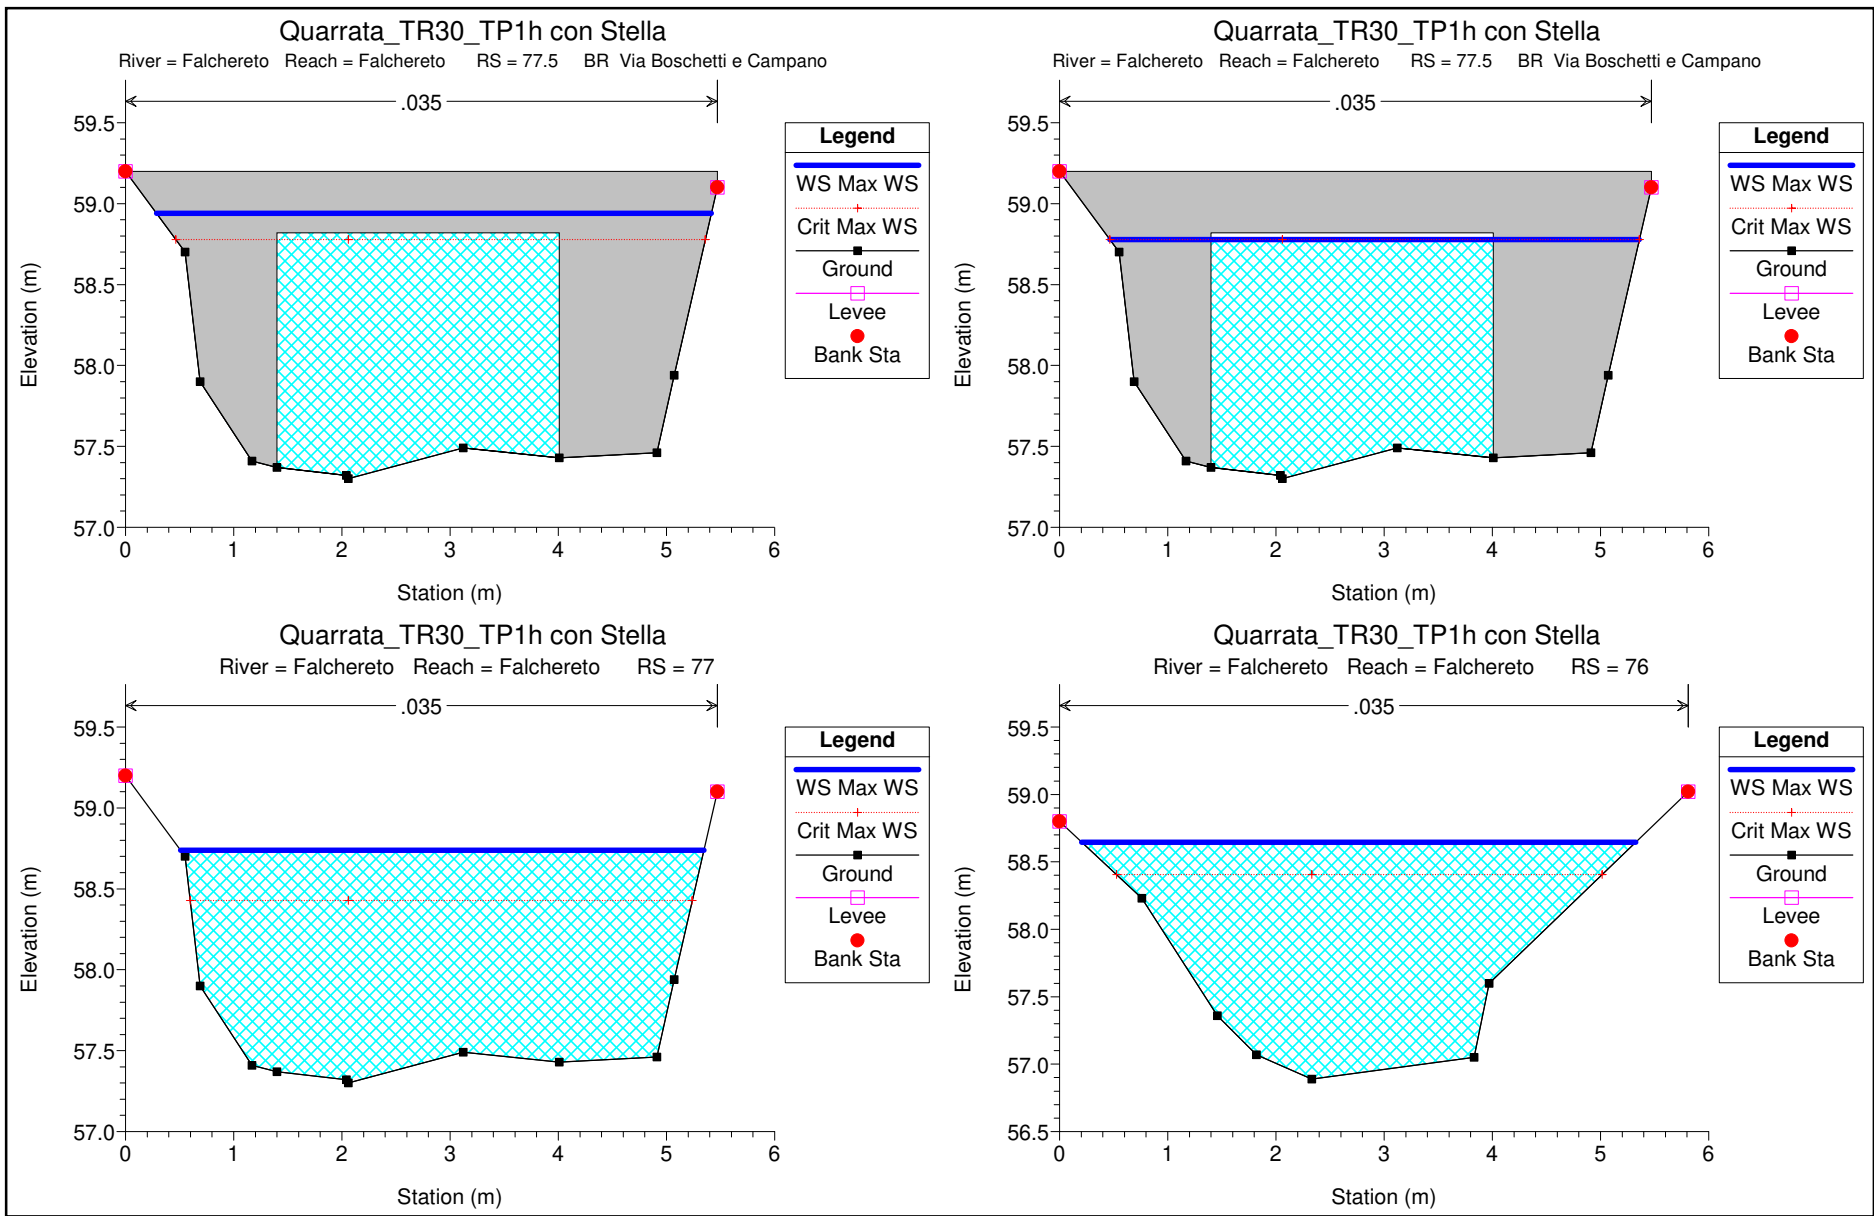 Quarrata_TR30_TP1h con Stella
River = Falchereto Reach = Falchereto RS = 77.5 BR Via Boschetti e Campano
.035
59.5
59.0
58.5
58.0
57.5
57.0
Elevation (m)
0 1 2 3 4 5 6
Station (m)
Legend
WS Max WS
Crit Max WS
Ground
Levee
Bank Sta
Quarrata_TR30_TP1h con Stella
River = Falchereto Reach = Falchereto RS = 77.5 BR Via Boschetti e Campano
.035
59.5
59.0
58.5
58.0
57.5
57.0
Elevation (m)
0 1 2 3 4 5 6
Station (m)
Legend
WS Max WS
Crit Max WS
Ground
Levee
Bank Sta
Quarrata_TR30_TP1h con Stella
River = Falchereto Reach = Falchereto RS = 77
.035
59.5
59.0
58.5
58.0
57.5
57.0
Elevation (m)
0 1 2 3 4 5 6
Station (m)
Legend
WS Max WS
Crit Max WS
Ground
Levee
Bank Sta
Quarrata_TR30_TP1h con Stella
River = Falchereto Reach = Falchereto RS = 76
.035
59.5
59.0
58.5
58.0
57.5
57.0
56.5
Elevation (m)
0 1 2 3 4 5 6
Station (m)
Legend
WS Max WS
Crit Max WS
Ground
Levee
Bank Sta